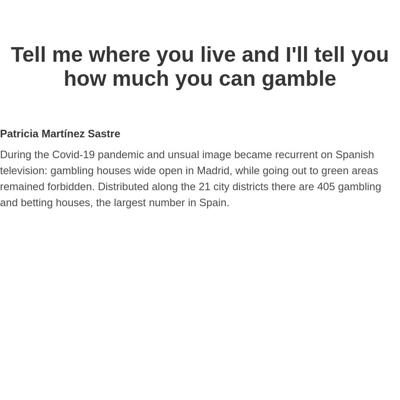 Tell me where you live and I'll tell you
how much you can gamble
Patricia Martínez Sastre
During the Covid-19 pandemic and unusual image became recurrent on Spanish
television: gambling houses wide open in Madrid, while going out to green areas
remained forbidden. Distributed along the 21 city districts there are 405 gambling
and betting houses, the largest number in Spain.